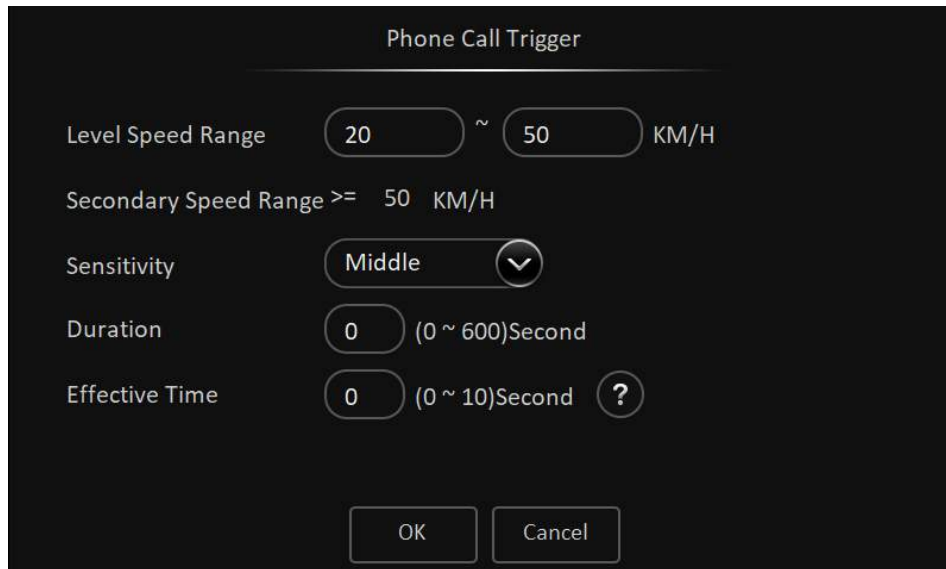 Phone Call Trigger
Level Speed Range 20 ~ 50 KM/H
Secondary Speed Range >= 50 KM/H
Sensitivity Middle
Duration 0 (0 ~ 600)Second
Effective Time 0 (0 ~ 10)Second ?
OK Cancel